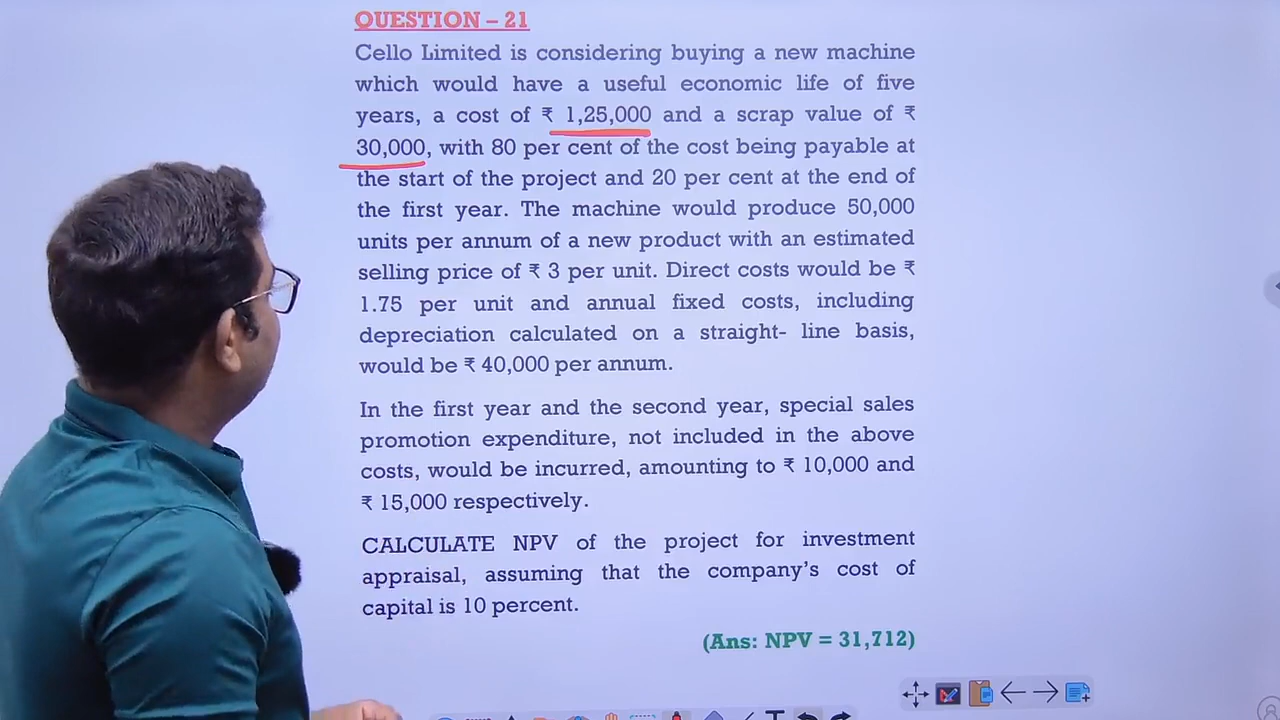 QUESTION – 21
Cello Limited is considering buying a new machine
which would have a useful economic life of five
years, a cost of ₹ 1,25,000 and a scrap value of ₹
30,000, with 80 per cent of the cost being payable at
the start of the project and 20 per cent at the end of
the first year. The machine would produce 50,000
units per annum of a new product with an estimated
selling price of ₹ 3 per unit. Direct costs would be ₹
1.75 per unit and annual fixed costs, including
depreciation calculated on a straight- line basis,
would be ₹ 40,000 per annum.
In the first year and the second year, special sales
promotion expenditure, not included in the above
costs, would be incurred, amounting to ₹ 10,000 and
₹ 15,000 respectively.
CALCULATE NPV of the project for investment
appraisal, assuming that the company's cost of
capital is 10 percent.
(Ans: NPV = 31,712)